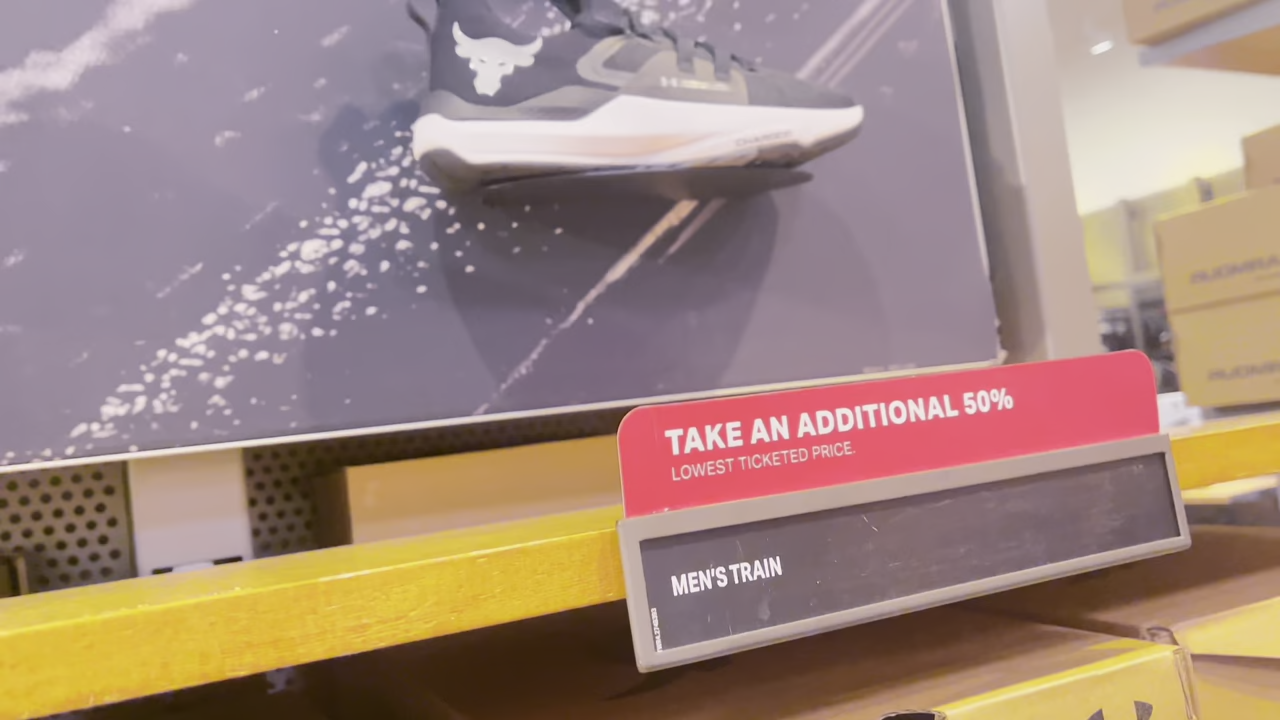 TAKE AN ADDITIONAL 50%
LOWEST TICKETED PRICE.
MEN'S TRAIN